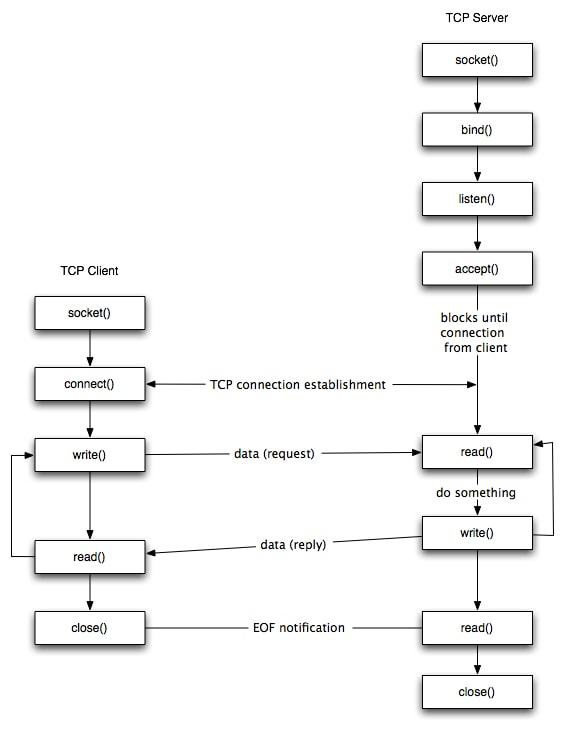 TCP Server
socket()
bind()
listen()
accept()
blocks until
connection
from client
TCP Client
socket()
connect()
TCP connection establishment
write()
data (request)
read()
do something
write()
data (reply)
read()
close()
EOF notification
read()
close()